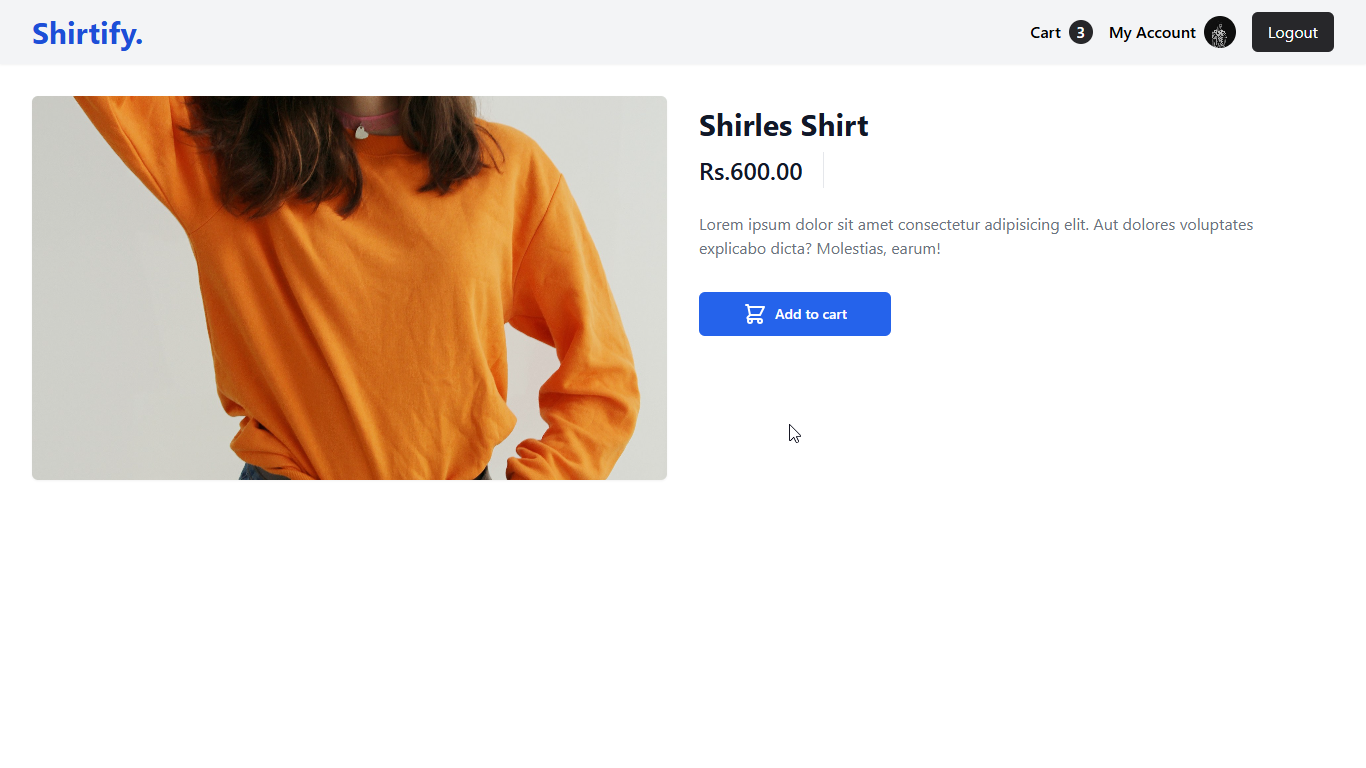 Shirtify.
Cart 3 My Account Logout
Shirles Shirt
Rs.600.00
Lorem ipsum dolor sit amet consectetur adipisicing elit. Aut dolores voluptates
explicabo dicta? Molestias, earum!
Add to cart